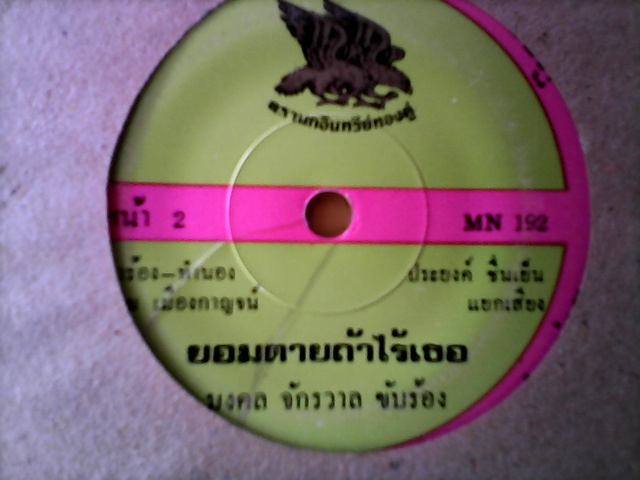 ตรานกอินทรีย์ทองคู่
หน้า 2 MN 192
ร้อง-ทำนอง ประยงค์ ชื่นเย็น
เมืองกาญจน์ แยกเสียง
ยอมตายถ้าไร้เธอ
มงคล จักรวาล ขับร้อง